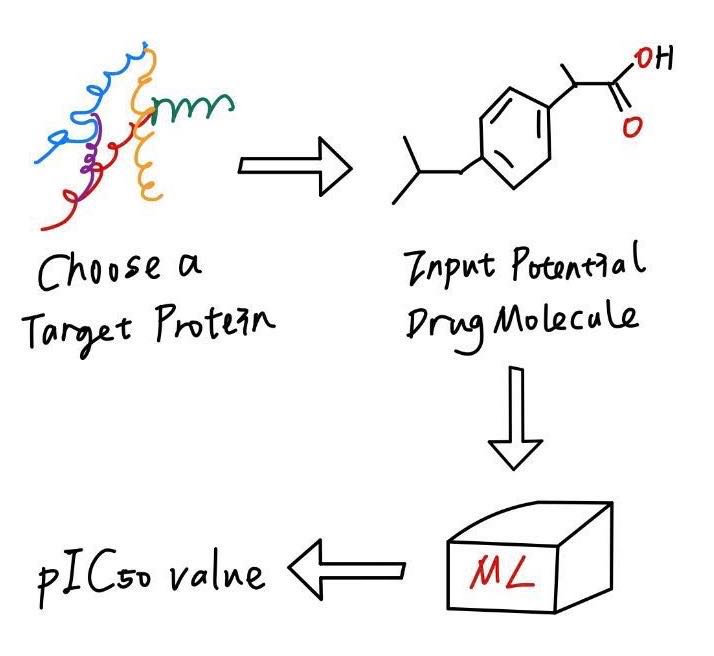 Choose a
Target Protein
OH
O
Input Potential
Drug Molecule
ML
pIC50 value